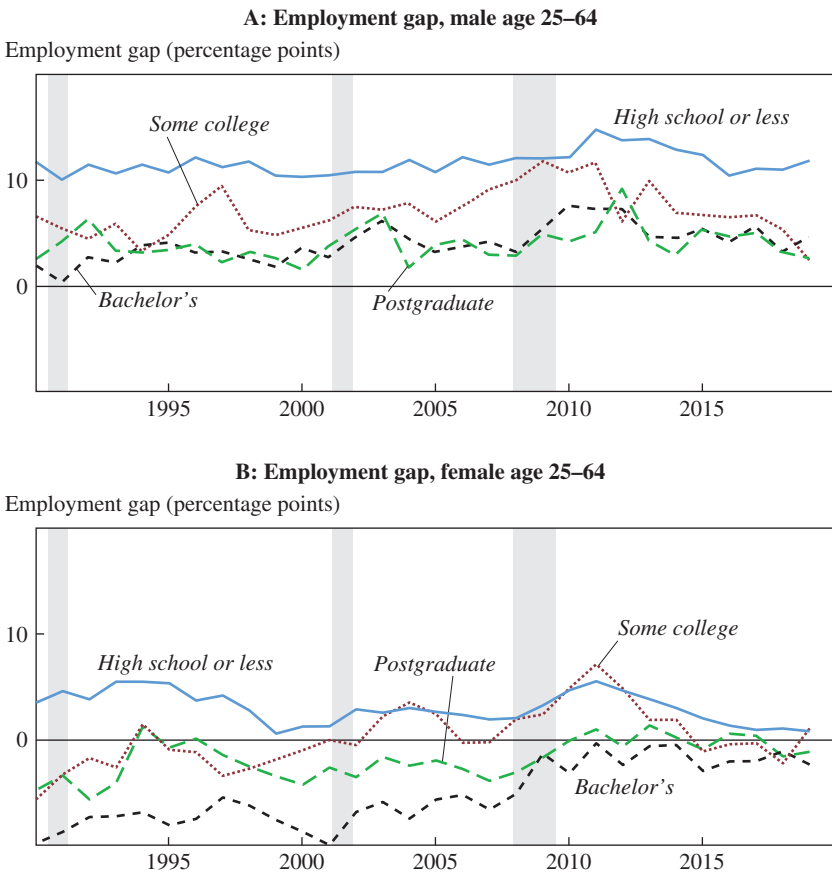 A: Employment gap, male age 25–64
Employment gap (percentage points)
High school or less
Some college
10
0
Bachelor's
Postgraduate
1995 2000 2005 2010 2015
B: Employment gap, female age 25–64
Employment gap (percentage points)
Some college
10
High school or less
Postgraduate
0
Bachelor's
1995 2000 2005 2010 2015